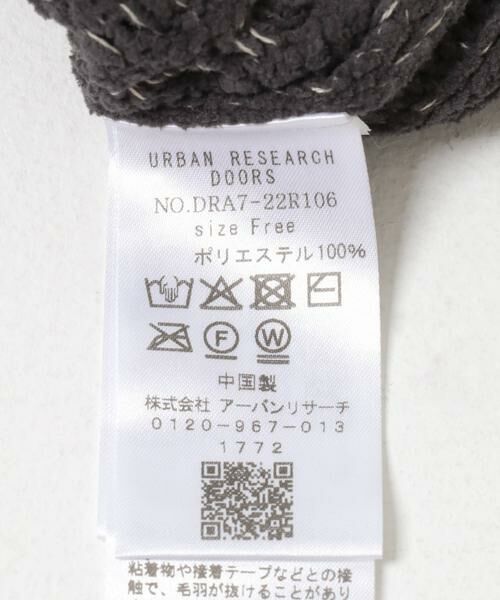 URBAN RESEARCH
DOORS
NO.DRA7-22R106
size Free
ポリエステル100%
F W
中国製
株式会社 アーバンリサーチ
0120-967-013
1772
粘着物や接着テープなどとの接
触で、毛羽が抜けることがあり